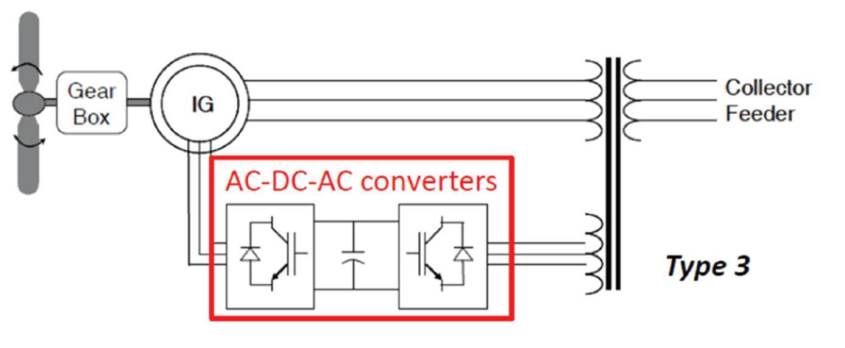 Gear
Box
IG
Collector
Feeder
AC-DC-AC converters
Type 3